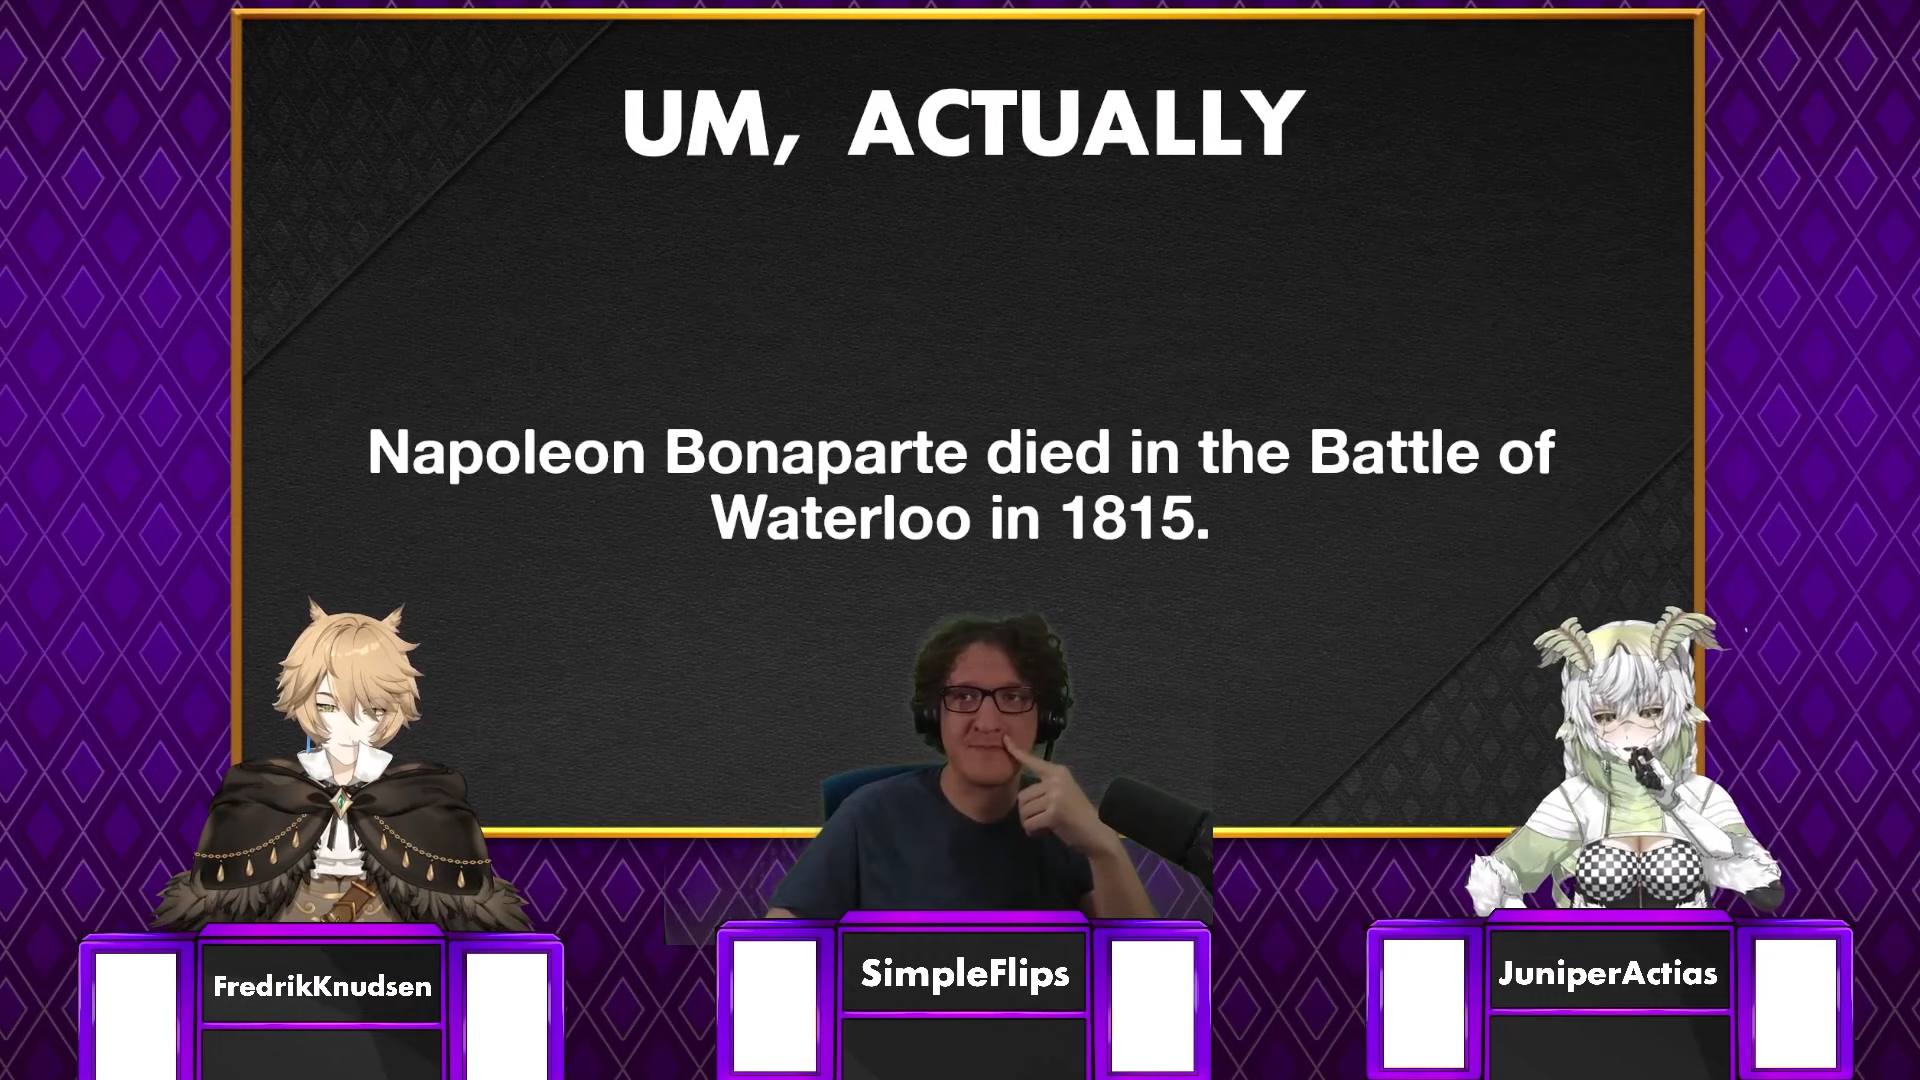 UM, ACTUALLY
Napoleon Bonaparte died in the Battle of
Waterloo in 1815.
FredrikKnudsen
SimpleFlips
JuniperActias